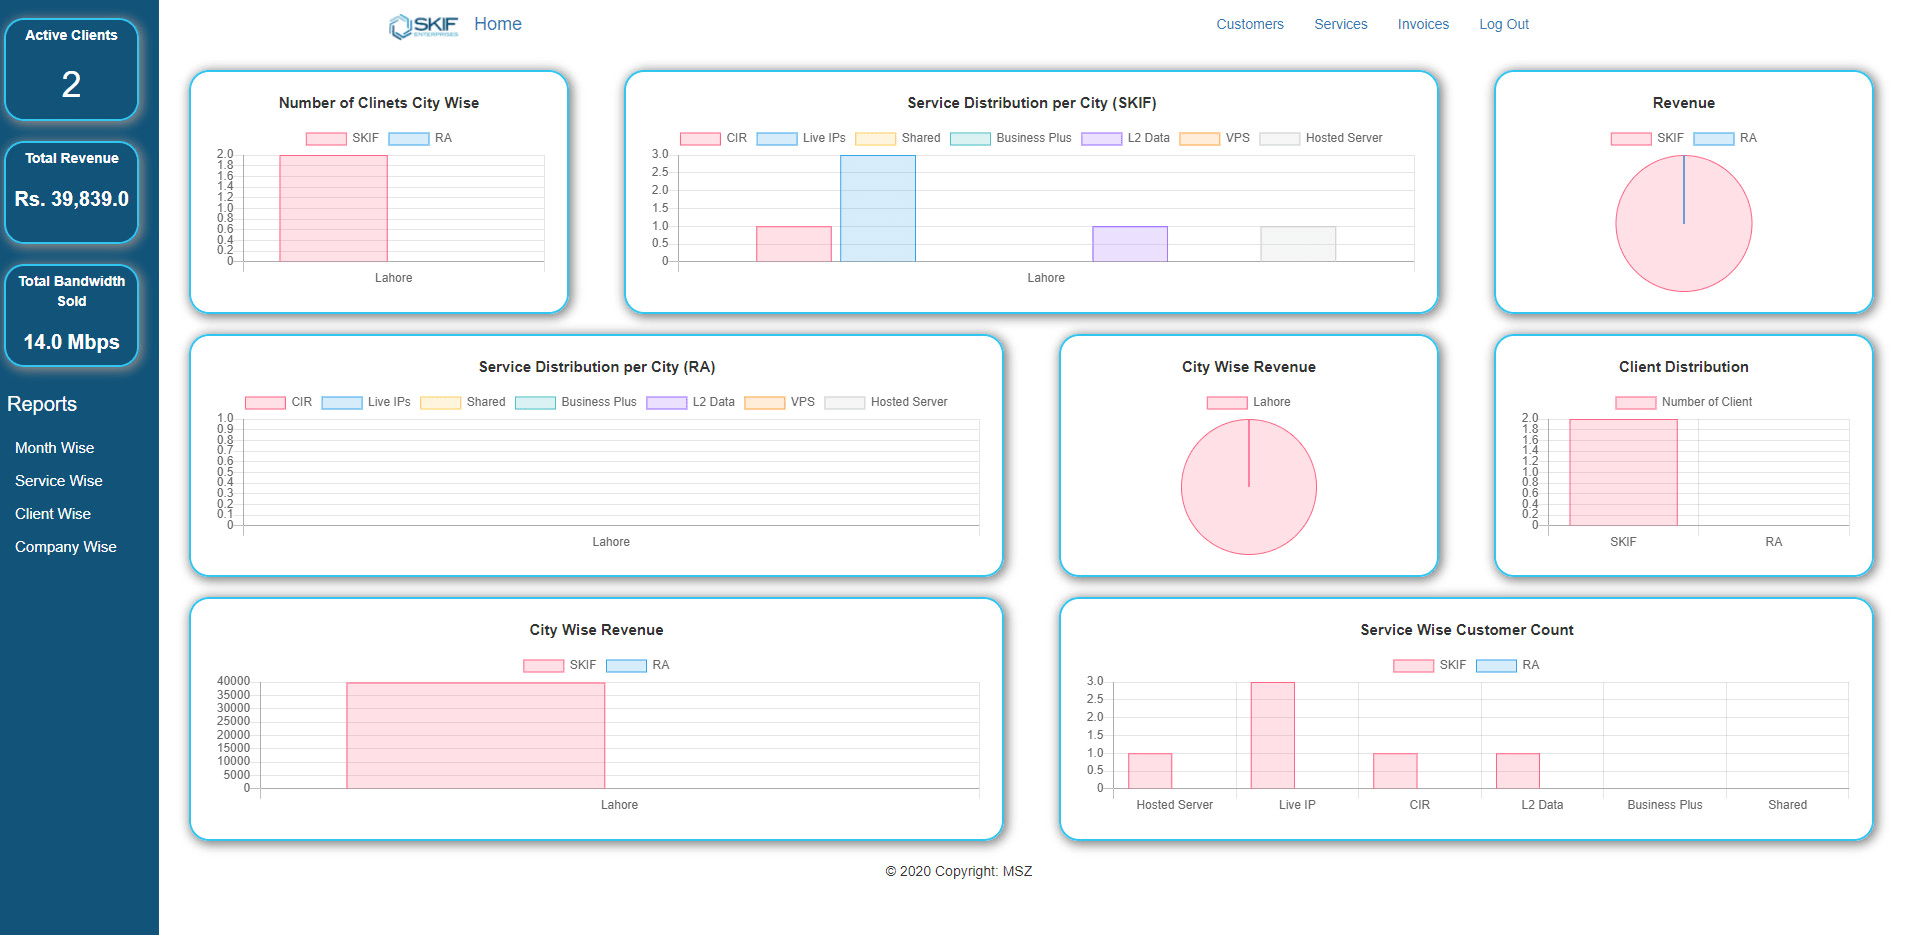 Active Clients
2
Total Revenue
Rs. 39,839.0
Total Bandwidth
Sold
14.0 Mbps
Reports
Month Wise
Service Wise
Client Wise
Company Wise
SKIF
ENTERPRISES
Home
Customers Services Invoices Log Out
Number of Clinets City Wise
SKIF RA
2.0
1.8
1.6
1.4
1.2
1.0
0.8
0.6
0.4
0.2
0
Lahore
Service Distribution per City (SKIF)
CIR Live IPs Shared Business Plus L2 Data VPS Hosted Server
3.0
2.5
2.0
1.5
1.0
0.5
0
Lahore
Revenue
SKIF RA
Service Distribution per City (RA)
CIR Live IPs Shared Business Plus L2 Data VPS Hosted Server
1.0
0.9
0.8
0.7
0.6
0.5
0.4
0.3
0.2
0.1
0
Lahore
City Wise Revenue
Lahore
Client Distribution
Number of Client
2.0
1.8
1.6
1.4
1.2
1.0
0.8
0.6
0.4
0.2
0
SKIF RA
City Wise Revenue
SKIF RA
40000
35000
30000
25000
20000
15000
10000
5000
0
Lahore
Service Wise Customer Count
SKIF RA
3.0
2.5
2.0
1.5
1.0
0.5
0
Hosted Server Live IP CIR L2 Data Business Plus Shared
© 2020 Copyright: MSZ